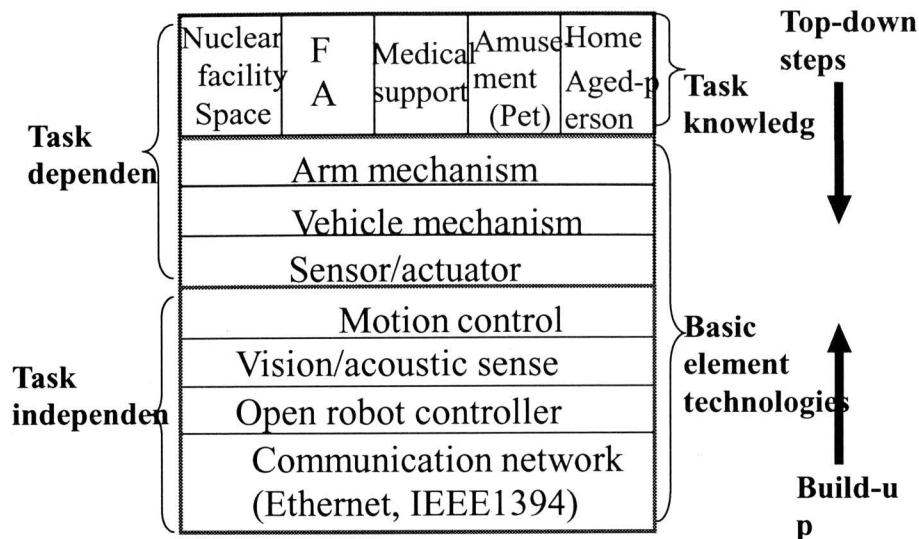 Nuclear
facility
Space
F
A
Medical
support
Amuse-
ment
(Pet)
Home
Aged-p
erson
Top-down
steps
Task
knowledg
Task
dependen
Arm mechanism
Vehicle mechanism
Sensor/actuator
Motion control
Vision/acoustic sense
Open robot controller
Communication network
(Ethernet, IEEE1394)
Task
independen
Basic
element
technologies
Build-u
p